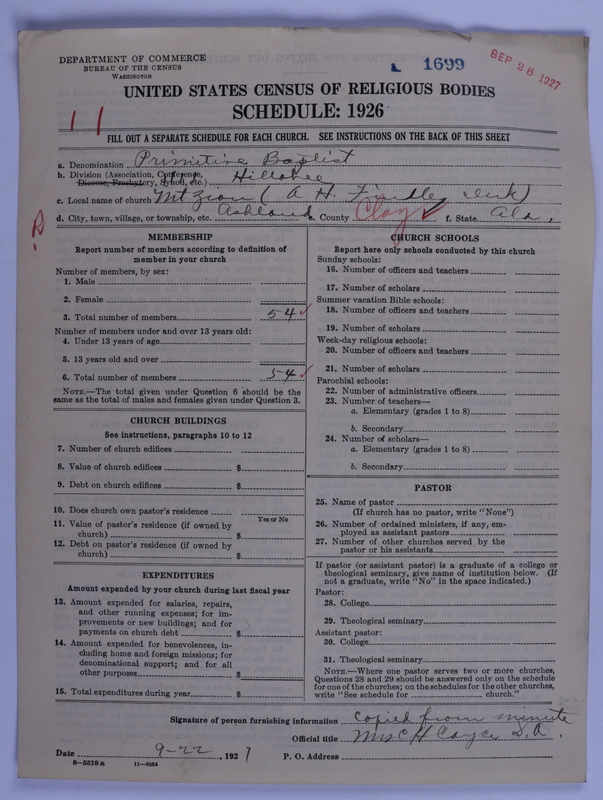 DEPARTMENT OF COMMERCE
BUREAU OF THE CENSUS
WASHINGTON
1699
SEP 26 1927
UNITED STATES CENSUS OF RELIGIOUS BODIES
SCHEDULE: 1926
11
FILL OUT A SEPARATE SCHEDULE FOR EACH CHURCH. SEE INSTRUCTIONS ON THE BACK OF THIS SHEET
a. Denomination Primitive Baptist
b. Division (Association, Conference, Diocese, Presbytery, Synod, etc.) Hillabee
c. Local name of church Mt Zion (A. H. Findley clerk)
d. City, town, village, or township, etc. Ashland e. County Clay f. State Ala.
MEMBERSHIP
Report number of members according to definition of
member in your church
Number of members, by sex:
1. Male
2. Female
3. Total number of members 54
Number of members under and over 13 years old:
4. Under 13 years of age
5. 13 years old and over
6. Total number of members 54
NOTE.—The total given under Question 6 should be the
same as the total of males and females given under Question 3.
CHURCH BUILDINGS
See instructions, paragraphs 10 to 12
7. Number of church edifices
8. Value of church edifices $
9. Debt on church edifices $
10. Does church own pastor's residence
Yes or No
11. Value of pastor's residence (if owned by
church) $
12. Debt on pastor's residence (if owned by
church) $
EXPENDITURES
Amount expended by your church during last fiscal year
13. Amount expended for salaries, repairs,
and other running expenses; for im-
provements or new buildings; and for
payments on church debt $
14. Amount expended for benevolences, in-
cluding home and foreign missions; for
denominational support; and for all
other purposes $
15. Total expenditures during year $
CHURCH SCHOOLS
Report here only schools conducted by this church
Sunday schools:
16. Number of officers and teachers
17. Number of scholars
Summer vacation Bible schools:
18. Number of officers and teachers
19. Number of scholars
Week-day religious schools:
20. Number of officers and teachers
21. Number of scholars
Parochial schools:
22. Number of administrative officers
23. Number of teachers—
a. Elementary (grades 1 to 8)
b. Secondary
24. Number of scholars—
a. Elementary (grades 1 to 8)
b. Secondary
PASTOR
25. Name of pastor
(If church has no pastor, write "None")
26. Number of ordained ministers, if any, em-
ployed as assistant pastors
27. Number of other churches served by the
pastor or his assistants
If pastor (or assistant pastor) is a graduate of a college or
theological seminary, give name of institution below. (If
not a graduate, write "No" in the space indicated.)
Pastor:
28. College
29. Theological seminary
Assistant pastor:
30. College
31. Theological seminary
NOTE.—Where one pastor serves two or more churches,
Questions 28 and 29 should be answered only on the schedule
for one of the churches; on the schedules for the other churches,
write "See schedule for church."
Signature of person furnishing information copied from minute
Official title Mrs C H Cayce S.A.
Date 9-22, 1927 P. O. Address
8—5518a 11—9034